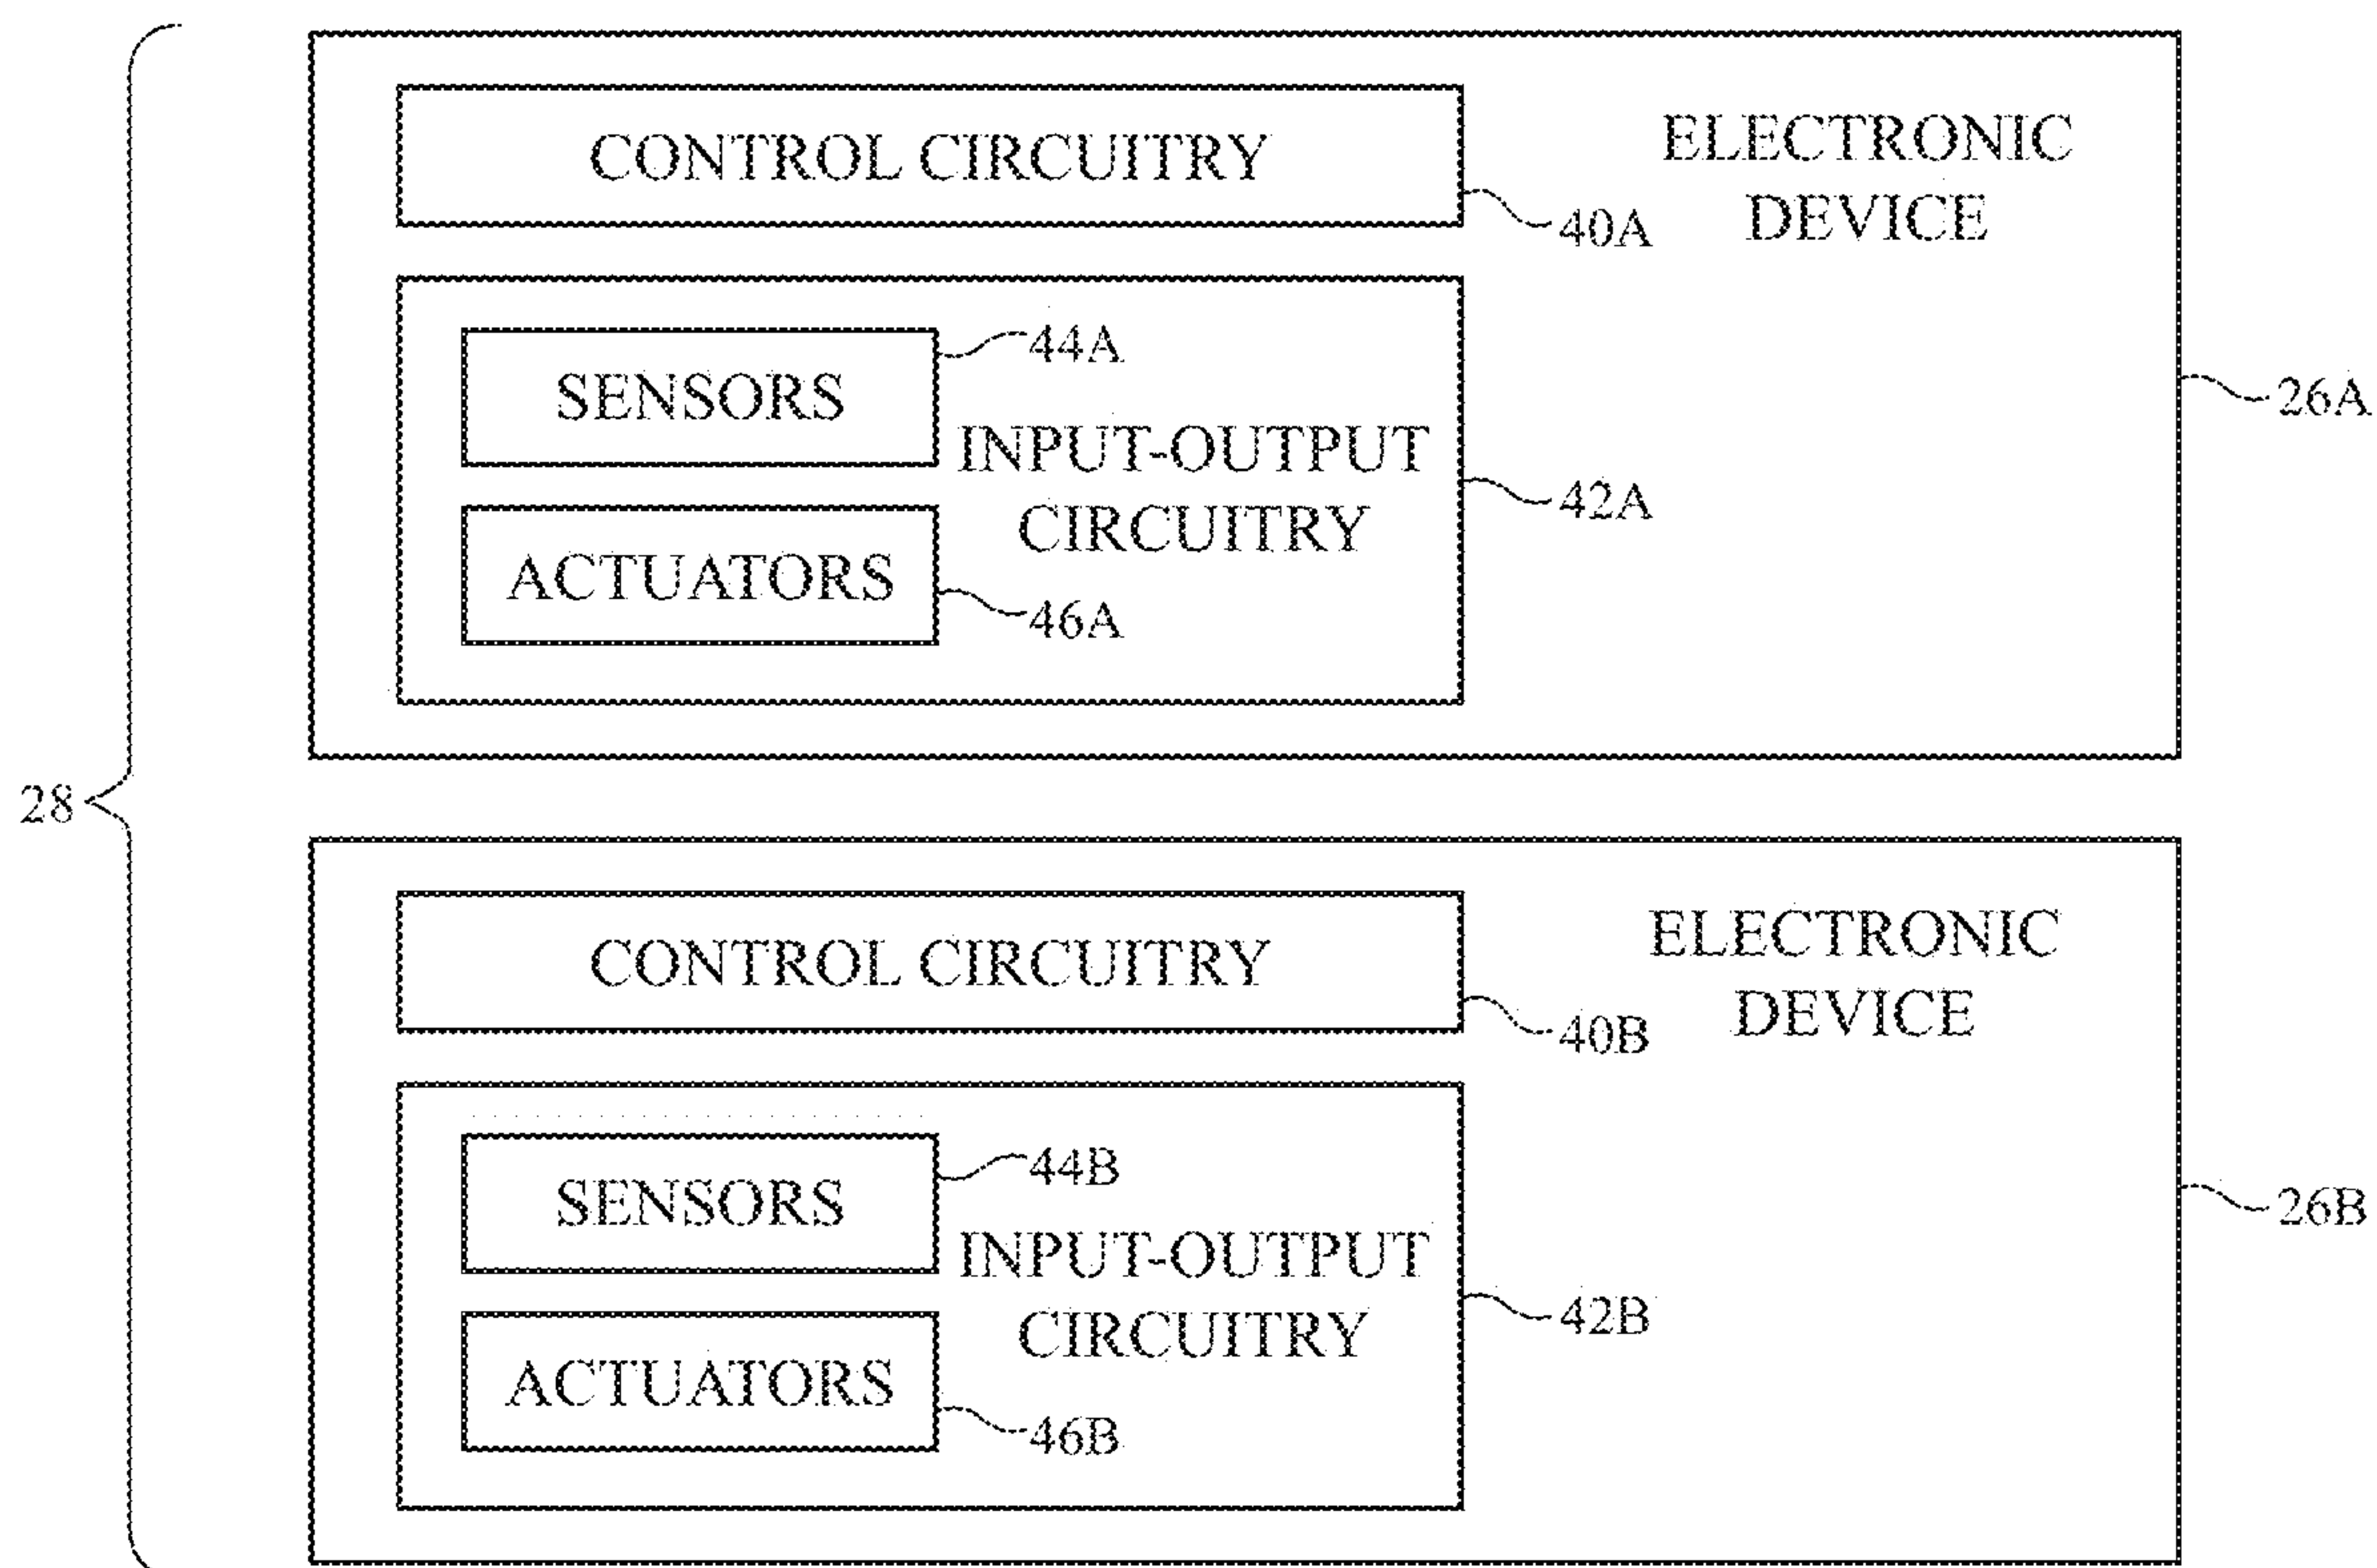 CONTROL CIRCUITRY
ELECTRONIC
DEVICE
40A
SENSORS
44A
INPUT-OUTPUT
CIRCUITRY
ACTUATORS
46A
42A
26A
28
CONTROL CIRCUITRY
ELECTRONIC
DEVICE
40B
SENSORS
44B
INPUT-OUTPUT
CIRCUITRY
ACTUATORS
46B
42B
26B